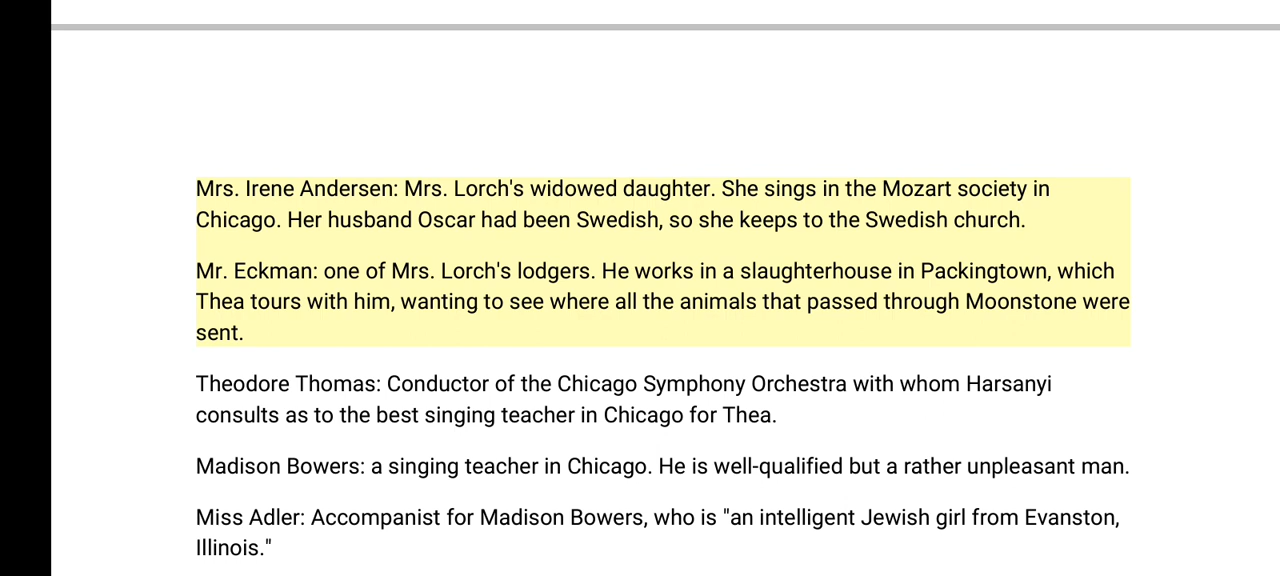 Mrs. Irene Andersen: Mrs. Lorch's widowed daughter. She sings in the Mozart society in
Chicago. Her husband Oscar had been Swedish, so she keeps to the Swedish church.
Mr. Eckman: one of Mrs. Lorch's lodgers. He works in a slaughterhouse in Packingtown, which
Thea tours with him, wanting to see where all the animals that passed through Moonstone were
sent.
Theodore Thomas: Conductor of the Chicago Symphony Orchestra with whom Harsanyi
consults as to the best singing teacher in Chicago for Thea.
Madison Bowers: a singing teacher in Chicago. He is well-qualified but a rather unpleasant man.
Miss Adler: Accompanist for Madison Bowers, who is "an intelligent Jewish girl from Evanston,
Illinois."